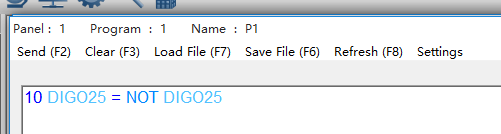 Panel : 1 Program : 1 Name : P1
Send (F2) Clear (F3) Load File (F7) Save File (F6) Refresh (F8) Settings
10 DIGO25 = NOT DIGO25